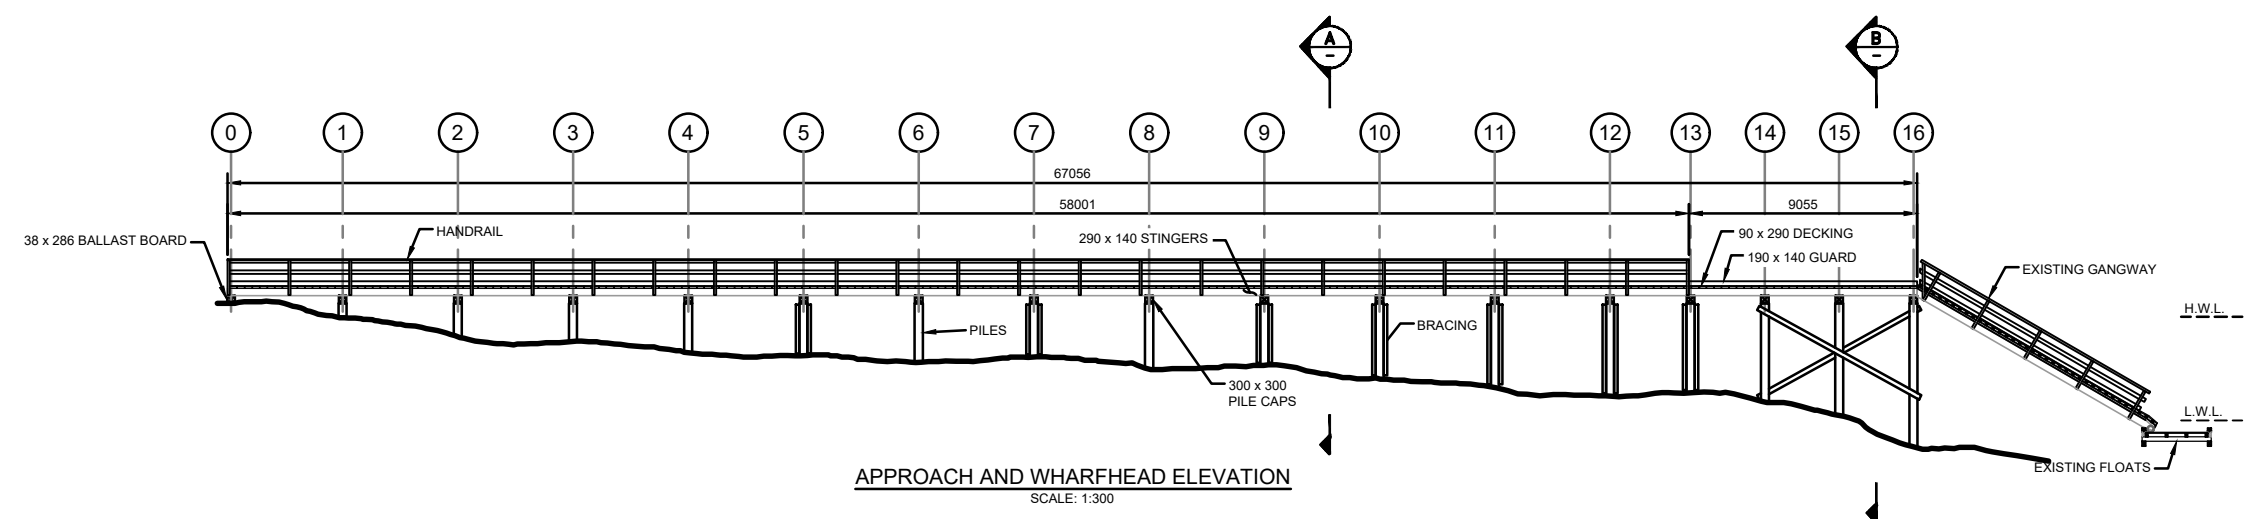 A
–
B
–
0 1 2 3 4 5 6 7 8 9 10 11 12 13 14 15 16
67056
58001 9055
38 x 286 BALLAST BOARD
HANDRAIL
290 x 140 STINGERS
90 x 290 DECKING
190 x 140 GUARD
EXISTING GANGWAY
H.W.L.
PILES
BRACING
300 x 300
PILE CAPS
L.W.L.
EXISTING FLOATS
APPROACH AND WHARFHEAD ELEVATION
SCALE: 1:300